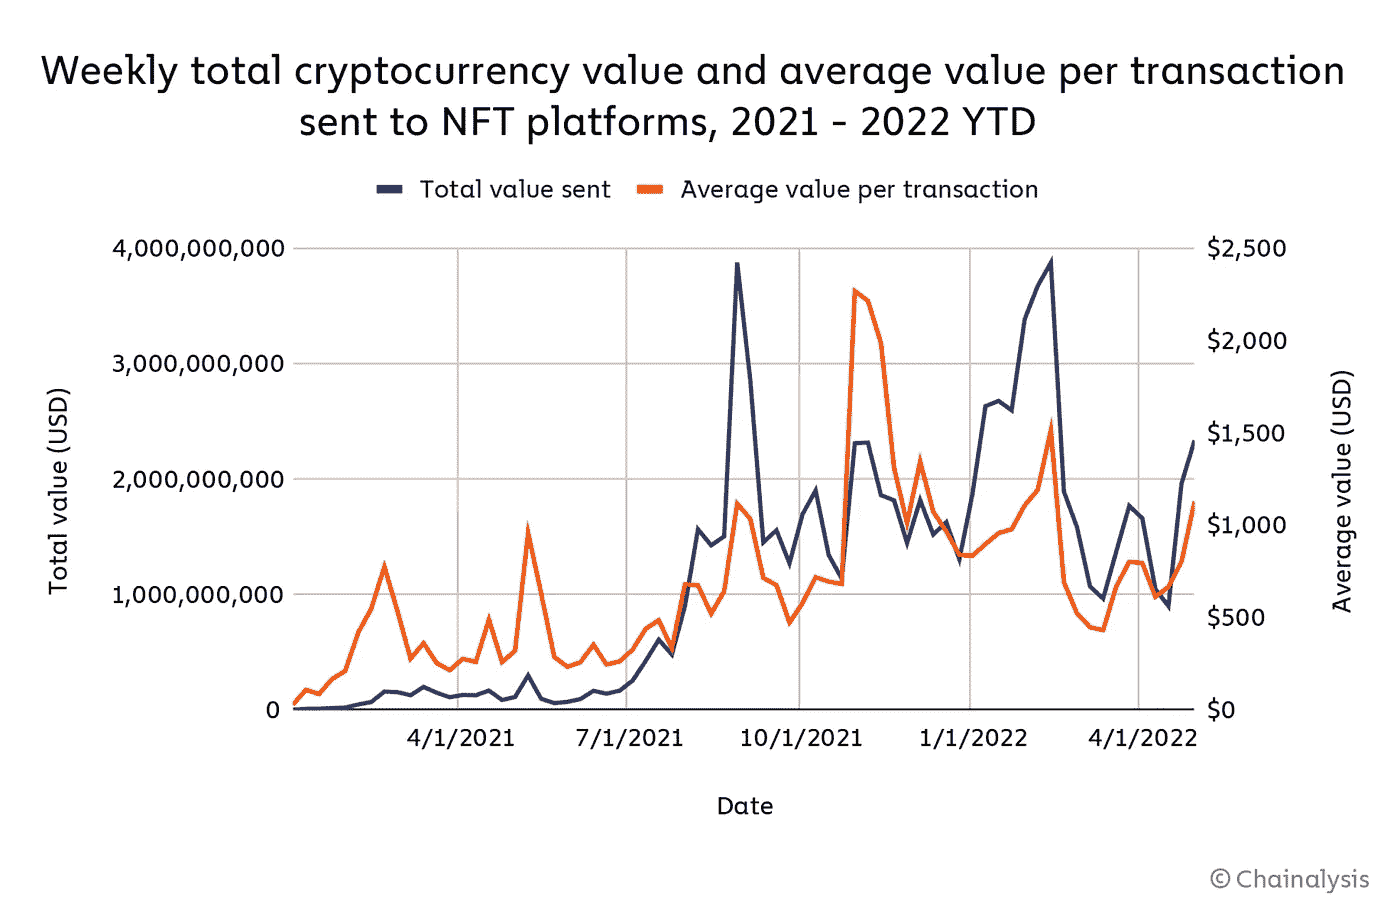 Weekly total cryptocurrency value and average value per transaction
sent to NFT platforms, 2021 - 2022 YTD
Total value sent
Average value per transaction
4,000,000,000
3,000,000,000
2,000,000,000
1,000,000,000
0
Total value (USD)
$2,500
$2,000
$1,500
$1,000
$500
$0
Average value (USD)
4/1/2021
7/1/2021
10/1/2021
1/1/2022
4/1/2022
Date
© Chainalysis